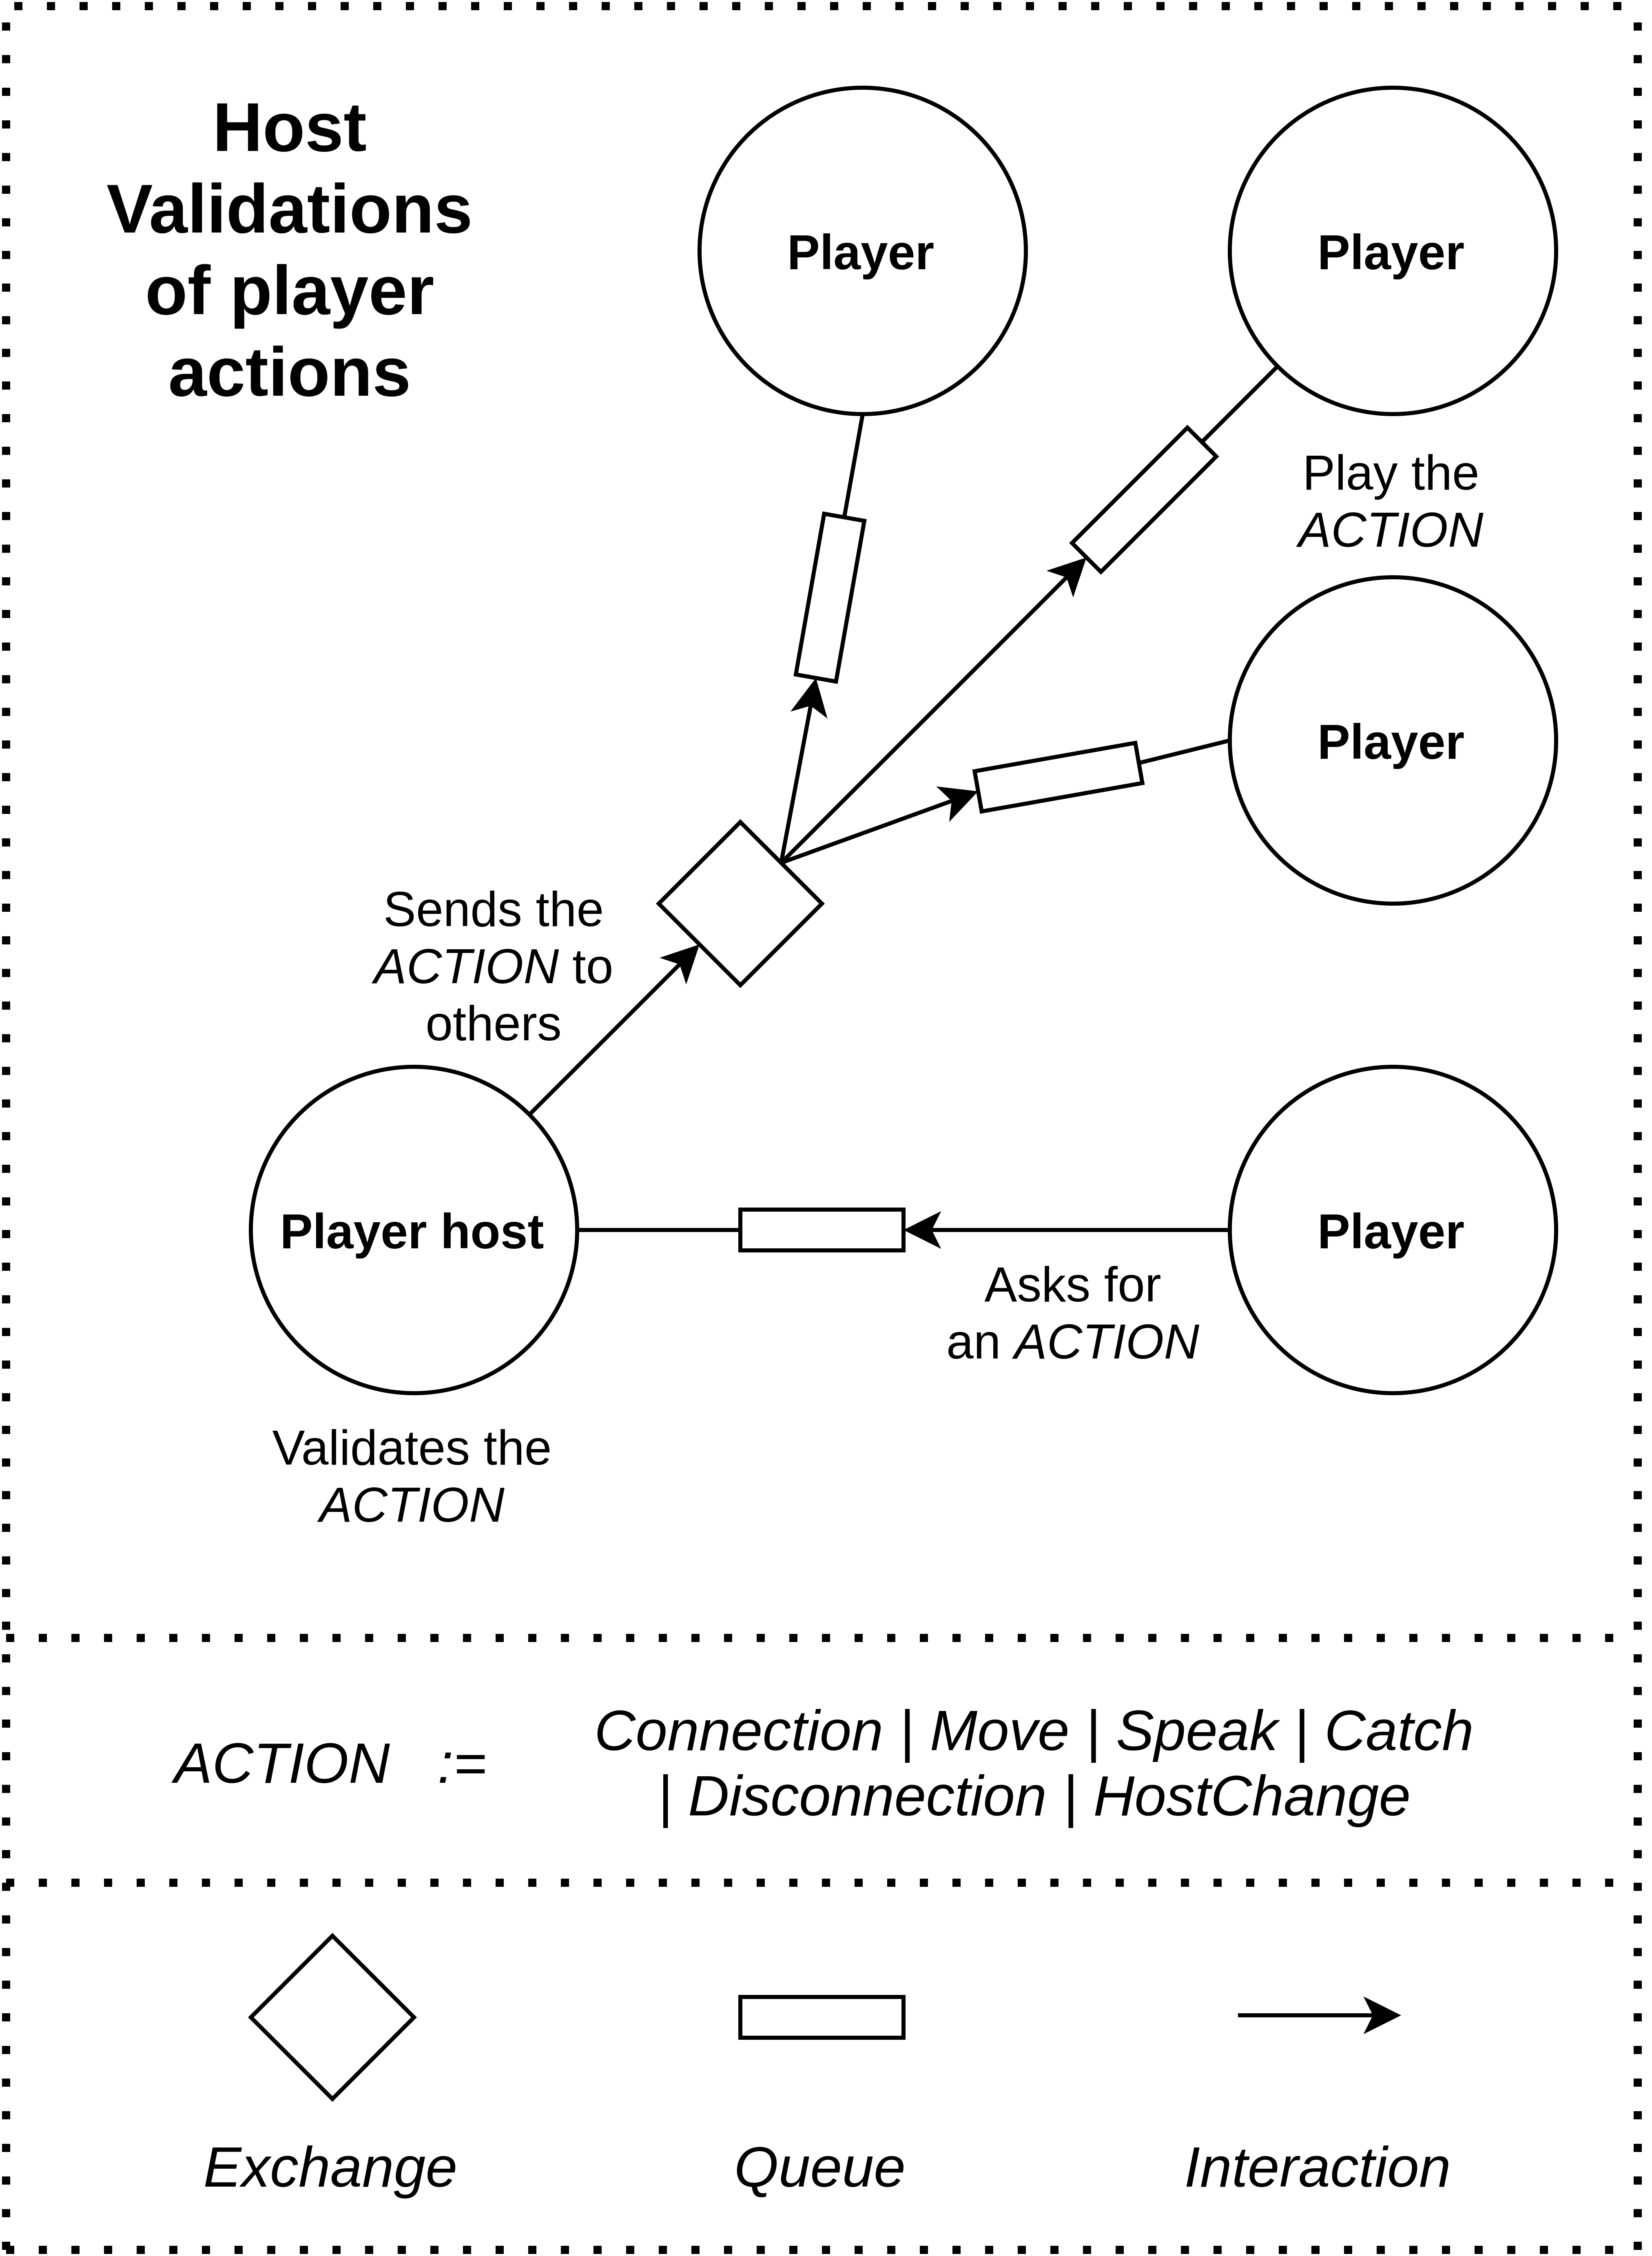 Host
Validations
of player
actions
Player
Player
Play the
ACTION
Player
Sends the
ACTION to
others
Player host
Player
Asks for
an ACTION
Validates the
ACTION
ACTION :=
Connection | Move | Speak | Catch
| Disconnection | HostChange
Exchange
Queue
Interaction